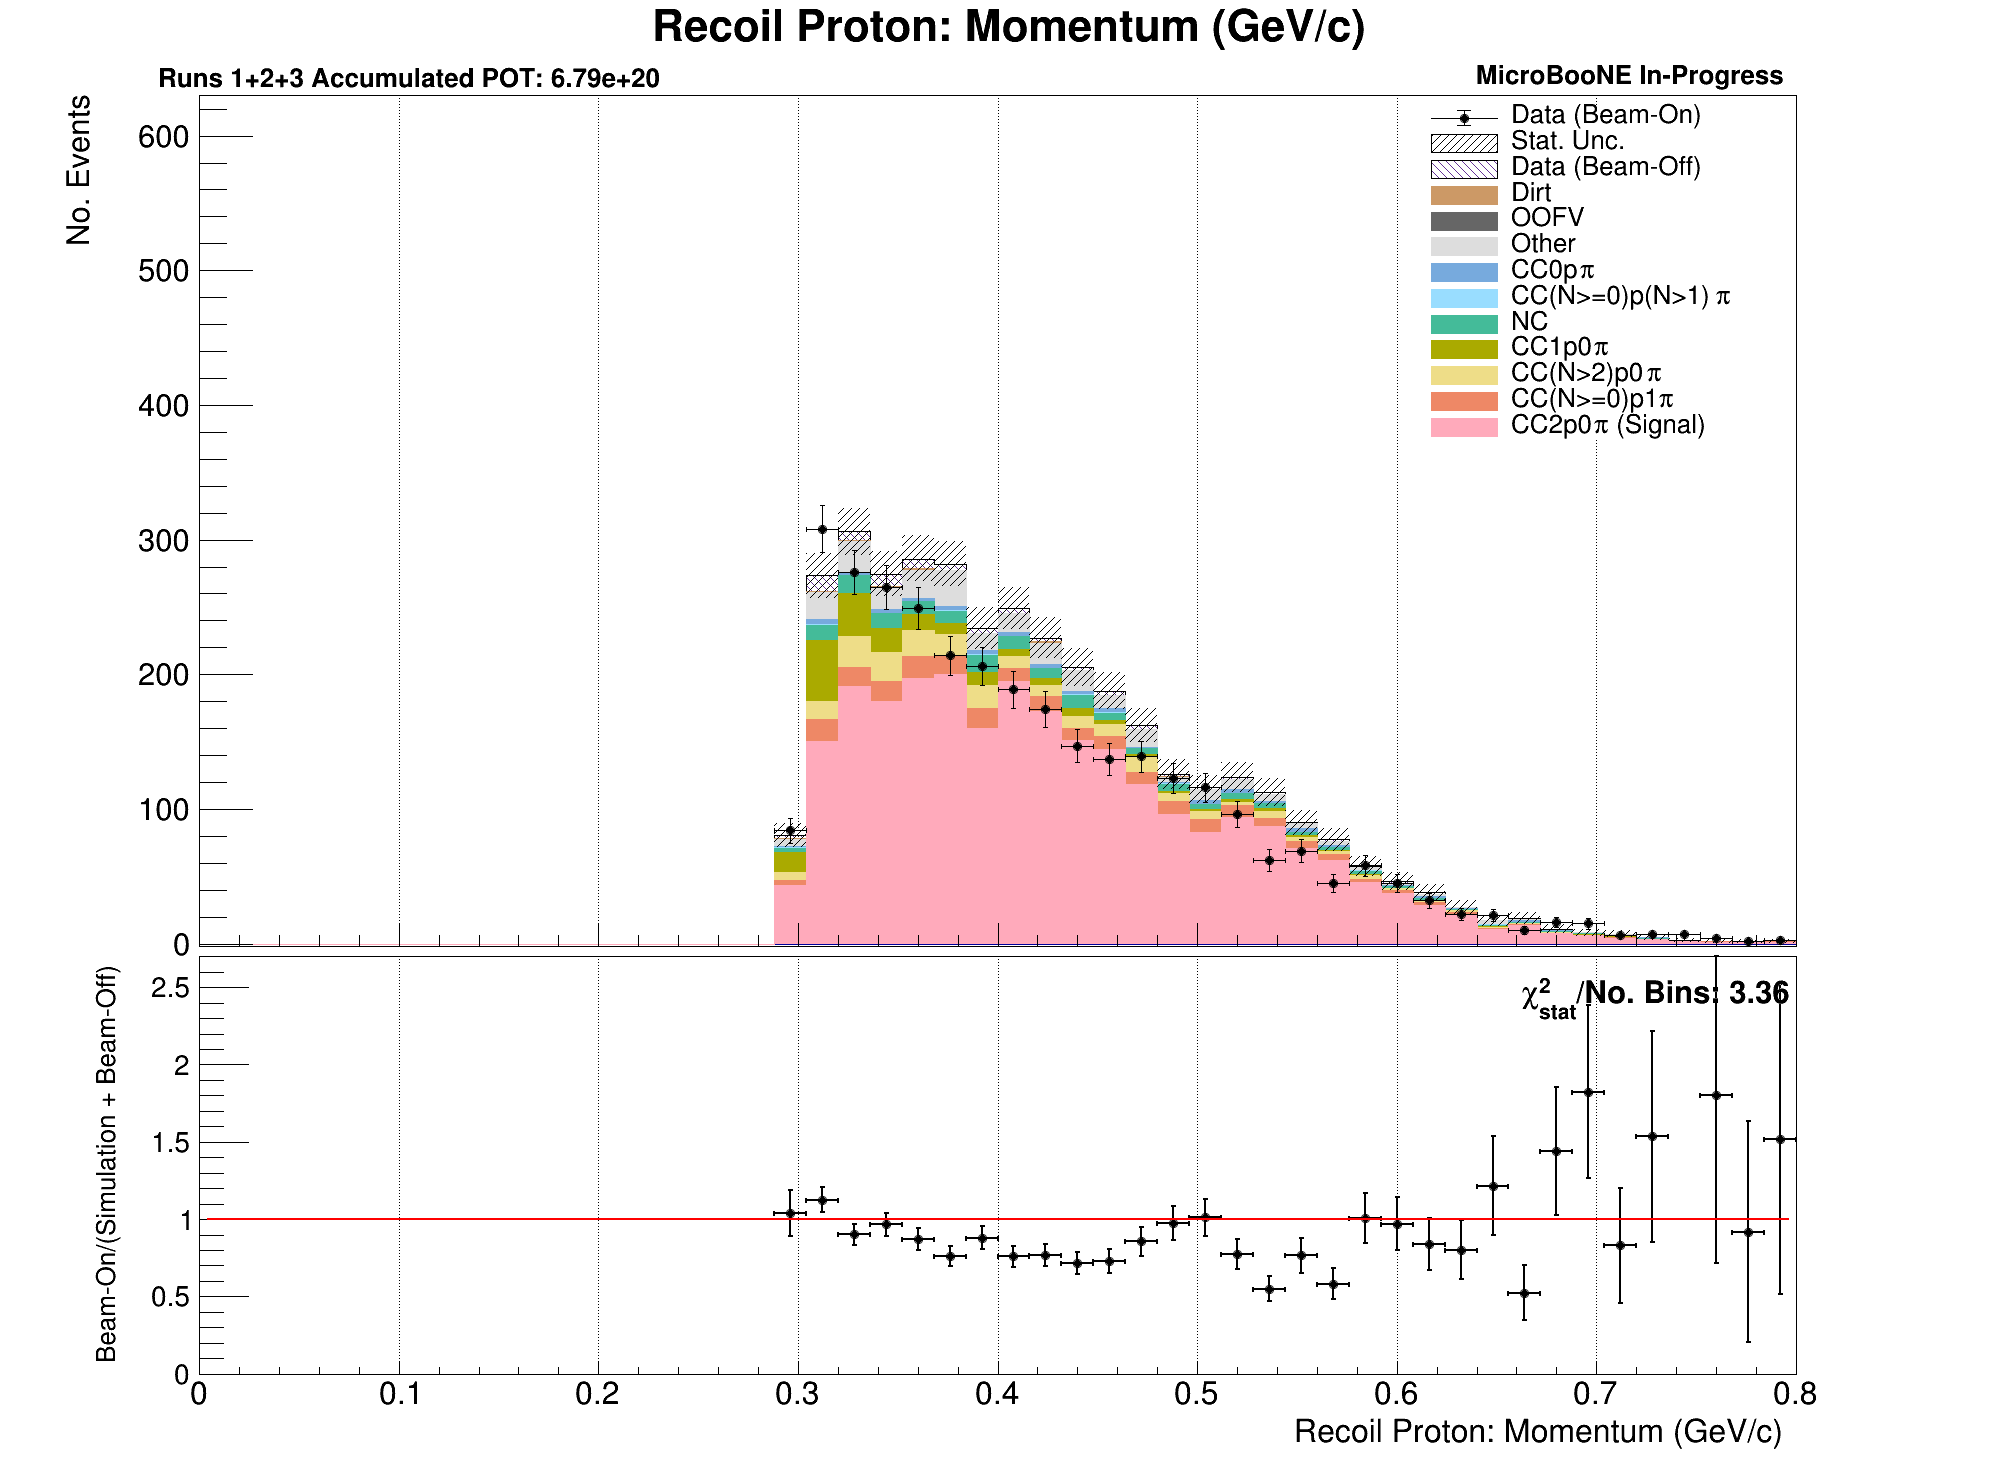 Recoil Proton: Momentum (GeV/c)
Runs 1+2+3 Accumulated POT: 6.79e+20
MicroBooNE In-Progress
No. Events
600
500
400
300
200
100
0
Data (Beam-On)
Stat. Unc.
Data (Beam-Off)
Dirt
OOFV
Other
CC0pπ
CC(N>=0)p(N>1) π
NC
CC1p0π
CC(N>2)p0π
CC(N>=0)p1π
CC2p0π (Signal)
Beam-On/(Simulation + Beam-Off)
χ²stat/No. Bins: 3.36
2.5
2
1.5
1
0.5
0
0 0.1 0.2 0.3 0.4 0.5 0.6 0.7 0.8
Recoil Proton: Momentum (GeV/c)